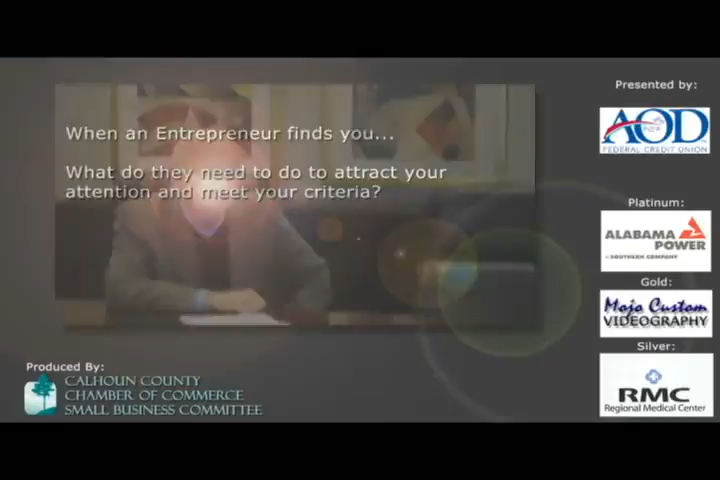 When an Entrepreneur finds you...
What do they need to do to attract your
attention and meet your criteria?
Presented by:
AOD
FEDERAL CREDIT UNION
Platinum:
ALABAMA
POWER
A SOUTHERN COMPANY
Gold:
Mojo Custom
VIDEOGRAPHY
Silver:
RMC
Regional Medical Center
Produced By:
CALHOUN COUNTY
CHAMBER OF COMMERCE
SMALL BUSINESS COMMITTEE